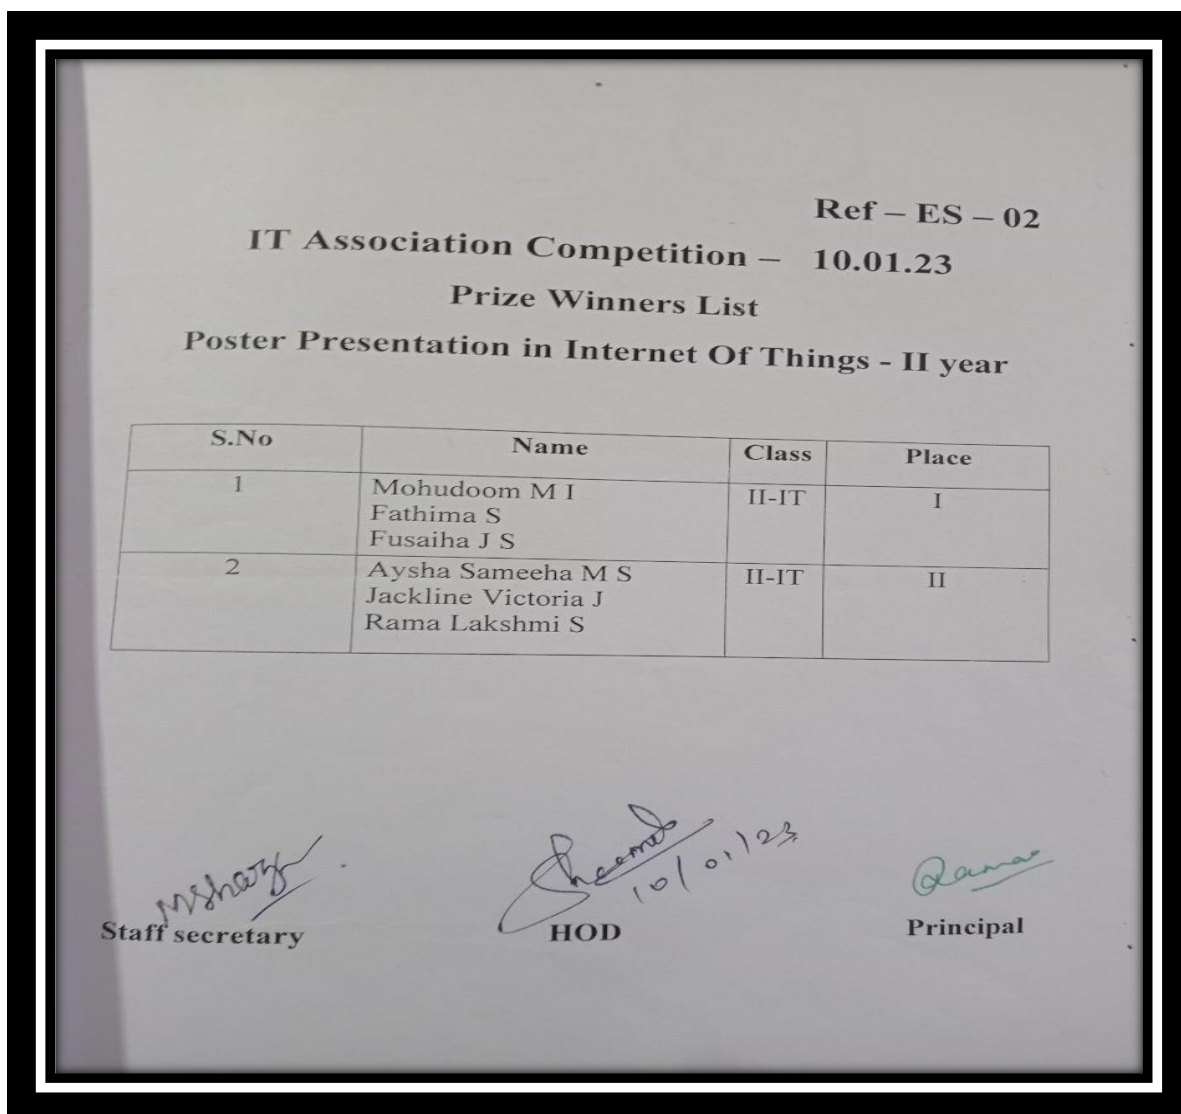 Ref – ES – 02
IT Association Competition – 10.01.23
Prize Winners List
Poster Presentation in Internet Of Things - II year
S.No Name Class Place
1 Mohudoom M I II-IT I
Fathima S
Fusaiha J S
2 Aysha Sameeha M S II-IT II
Jackline Victoria J
Rama Lakshmi S
10/01/23
Staff secretary HOD Principal